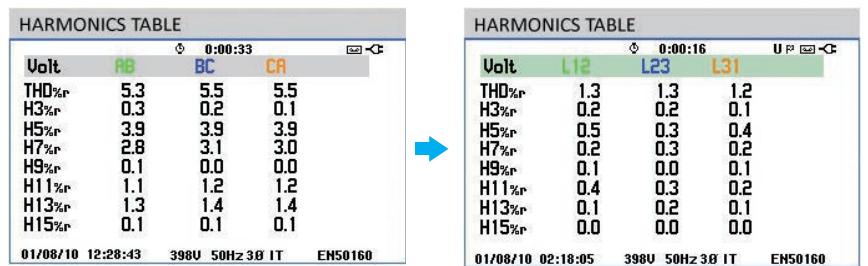 HARMONICS TABLE
0:00:33
Volt AB BC CA
THD%r 5.3 5.5 5.5
H3%r 0.3 0.2 0.1
H5%r 3.9 3.9 3.9
H7%r 2.8 3.1 3.0
H9%r 0.1 0.0 0.0
H11%r 1.1 1.2 1.2
H13%r 1.3 1.4 1.4
H15%r 0.1 0.1 0.1
01/08/10 12:28:43 398V 50Hz 3Ø IT EN50160
HARMONICS TABLE
0:00:16 U
Volt L12 L23 L31
THD%r 1.3 1.3 1.2
H3%r 0.2 0.2 0.1
H5%r 0.5 0.3 0.4
H7%r 0.2 0.3 0.2
H9%r 0.1 0.0 0.1
H11%r 0.4 0.3 0.2
H13%r 0.1 0.2 0.1
H15%r 0.0 0.0 0.0
01/08/10 02:18:05 398V 50Hz 3Ø IT EN50160